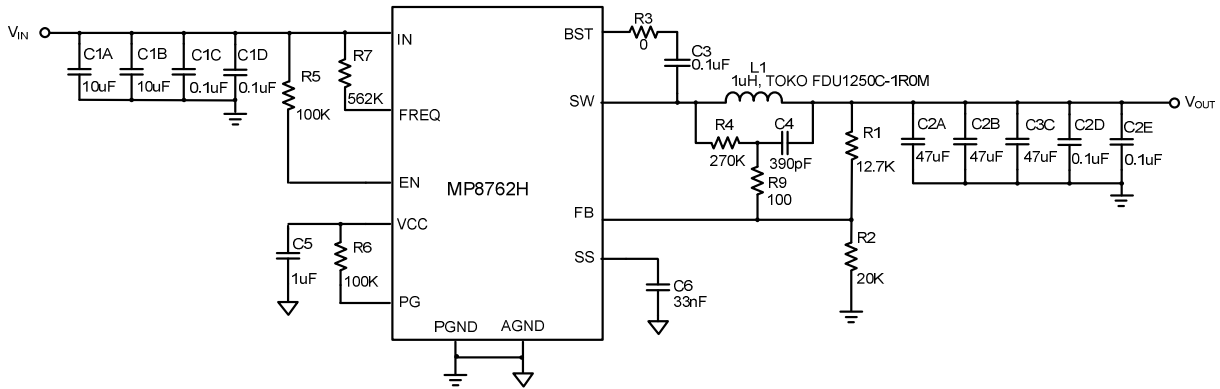 VIN
C1A
10uF
C1B
10uF
C1C
0.1uF
C1D
0.1uF
R5
100K
R7
562K
IN
FREQ
EN
VCC
PG
C5
1uF
R6
100K
MP8762H
PGND
AGND
BST
SW
FB
SS
R3
0
C3
0.1uF
L1
1uH, TOKO FDU1250C-1R0M
R4
270K
C4
390pF
R9
100
R1
12.7K
R2
20K
C6
33nF
C2A
47uF
C2B
47uF
C3C
47uF
C2D
0.1uF
C2E
0.1uF
VOUT